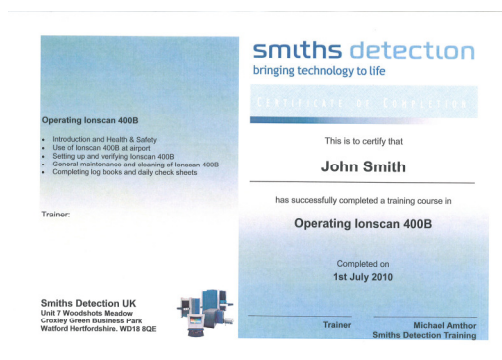 Operating Ionscan 400B
• Introduction and Health & Safety
• Use of Ionscan 400B at airport
• Setting up and verifying Ionscan 400B
• General maintenance and cleaning of Ionscan 400B
• Completing log books and daily check sheets
Trainer:
Smiths Detection UK
Unit 7 Woodshots Meadow
Croxley Green Business Park
Watford Hertfordshire. WD18 8QE
smiths detection
bringing technology to life
CERTIFICATE OF COMPLETION
This is to certify that
John Smith
has successfully completed a training course in
Operating Ionscan 400B
Completed on
1st July 2010
Trainer
Michael Amthor
Smiths Detection Training